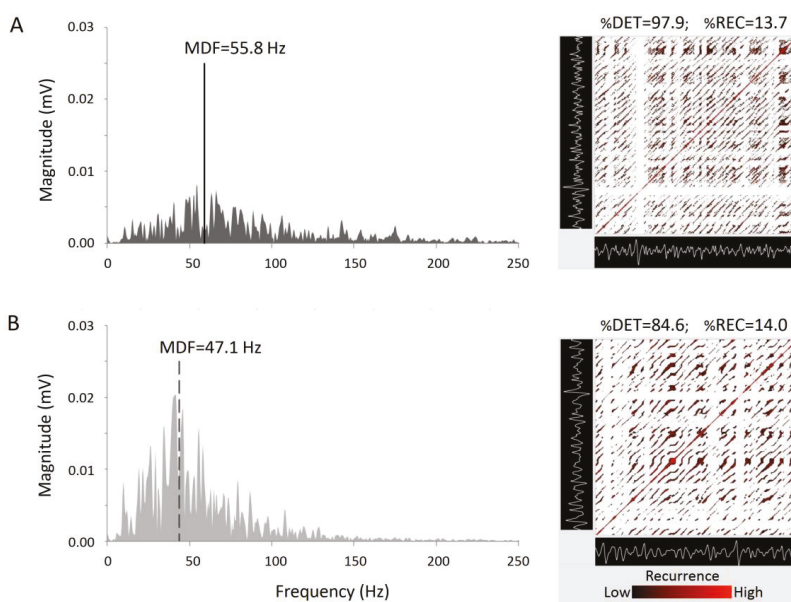 A
%DET=97.9; %REC=13.7
0.03
MDF=55.8 Hz
0.02
Magnitude (mV)
0.01
0.00
0 50 100 150 200 250
B
%DET=84.6; %REC=14.0
0.03
MDF=47.1 Hz
0.02
Magnitude (mV)
0.01
0.00
0 50 100 150 200 250
Frequency (Hz)
Recurrence
Low High